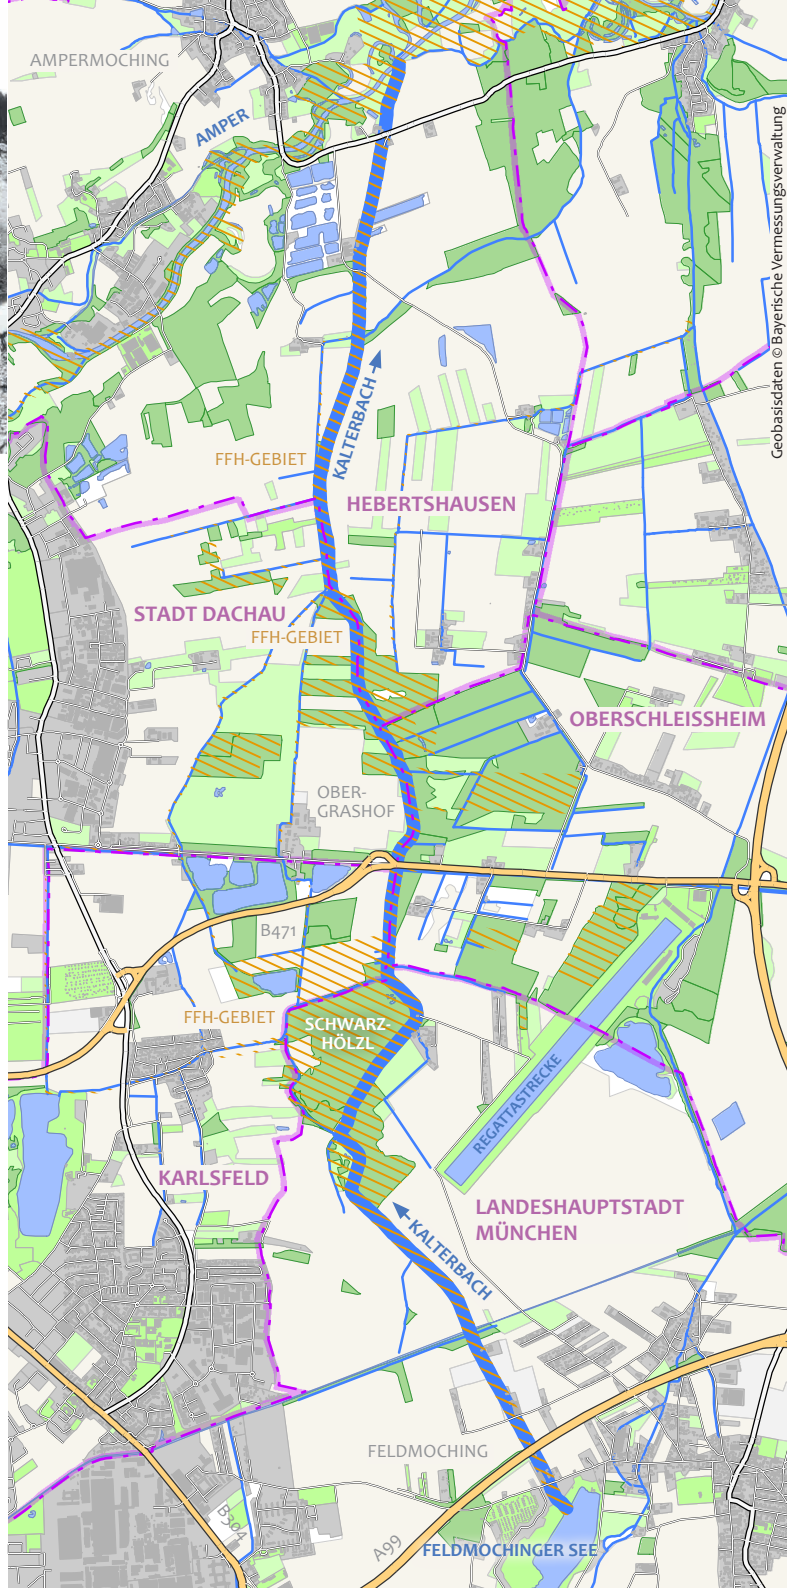 AMPERMOCHING
AMPER
Geobasisdaten © Bayerische Vermessungsverwaltung
KALTERBACH
FFH-GEBIET
HEBERTSHAUSEN
STADT DACHAU
FFH-GEBIET
OBERSCHLEISSHEIM
OBER-
GRASHOF
B471
FFH-GEBIET
SCHWARZ-
HÖLZL
REGATTASTRECKE
KARLSFELD
LANDESHAUPTSTADT
MÜNCHEN
KALTERBACH
FELDMOCHING
B304
A99
FELDMOCHINGER SEE